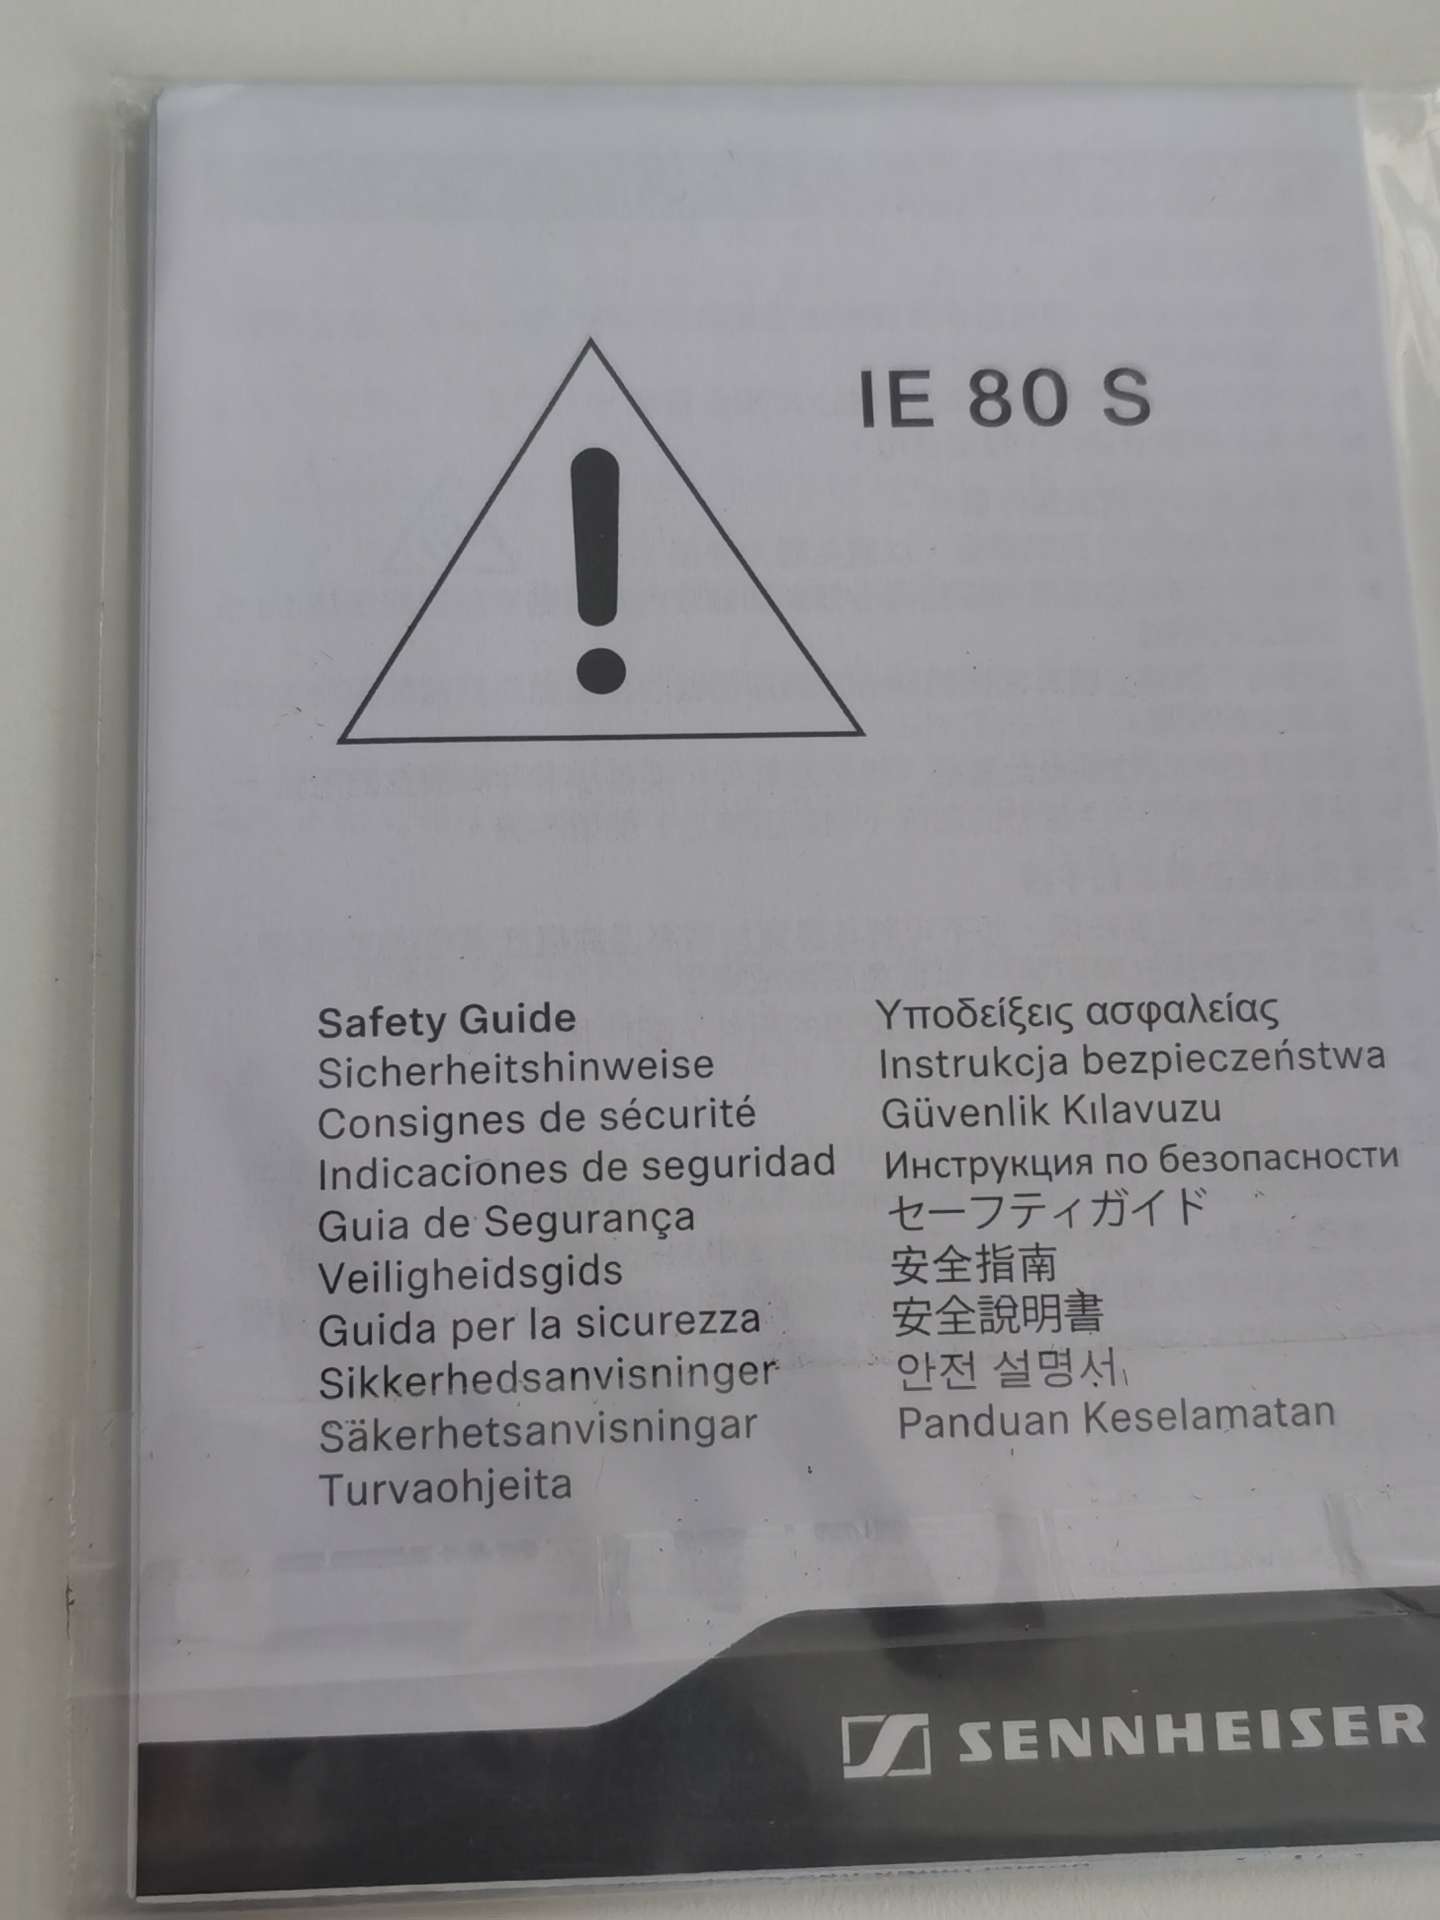 IE 80 S
Safety Guide
Sicherheitshinweise
Consignes de sécurité
Indicaciones de seguridad
Guia de Segurança
Veiligheidsgids
Guida per la sicurezza
Sikkerhedsanvisninger
Säkerhetsanvisningar
Turvaohjeita
Υποδείξεις ασφαλείας
Instrukcja bezpieczeństwa
Güvenlik Kılavuzu
Инструкция по безопасности
セーフティガイド
安全指南
安全說明書
안전 설명서
Panduan Keselamatan
SENNHEISER